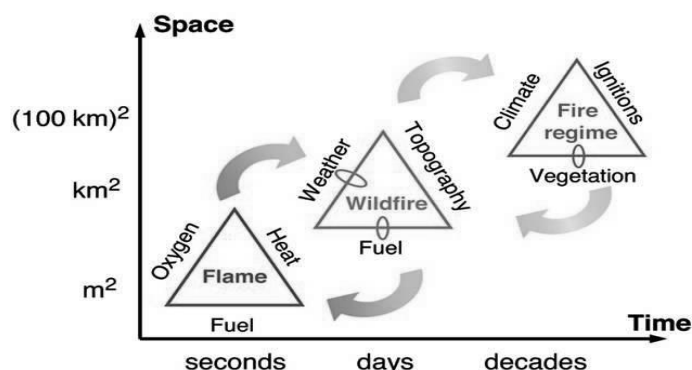 Space
(100 km)2
km2
m2
Climate
Ignitions
Fire
regime
Vegetation
Weather
Topography
Wildfire
Fuel
Oxygen
Heat
Flame
Fuel
Time
seconds
days
decades